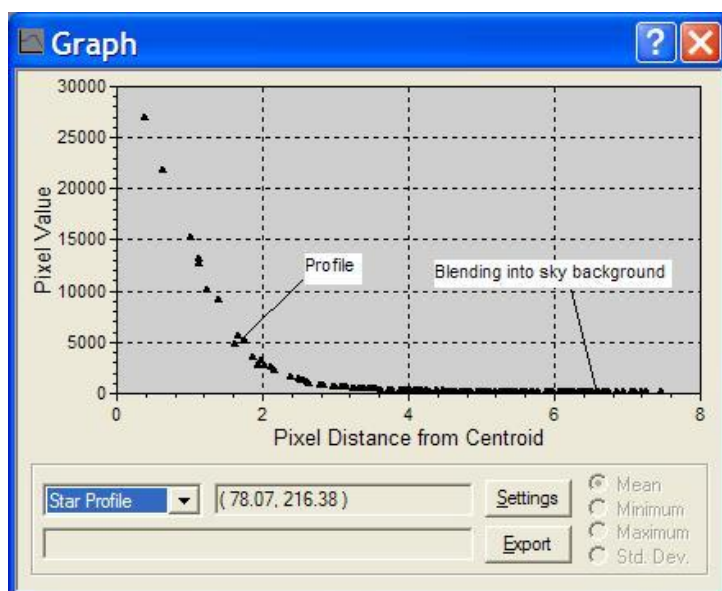 Graph
30000
25000
20000
15000
10000
5000
0
Pixel Value
Profile
Blending into sky background
0 2 4 6 8
Pixel Distance from Centroid
Star Profile
( 78.07, 216.38 )
Settings
Export
Mean
Minimum
Maximum
Std. Dev.